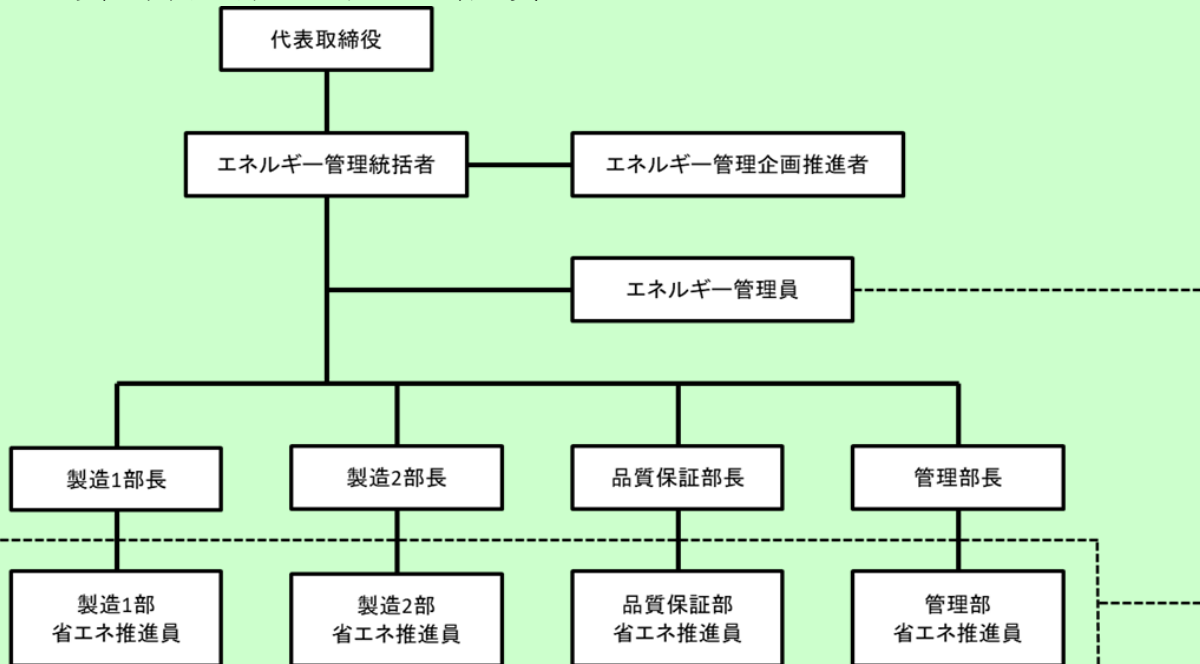 代表取締役
エネルギー管理統括者
エネルギー管理企画推進者
エネルギー管理員
製造1部長
製造2部長
品質保証部長
管理部長
製造1部
省エネ推進員
製造2部
省エネ推進員
品質保証部
省エネ推進員
管理部
省エネ推進員